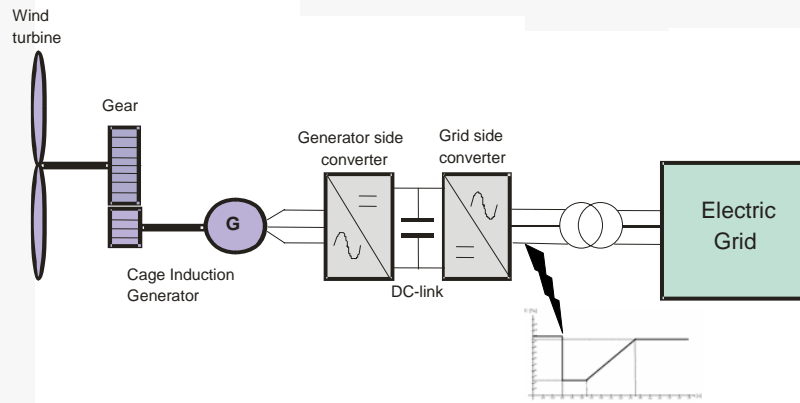 Wind
turbine
Gear
Generator side
converter
Grid side
converter
G
Electric
Grid
Cage Induction
Generator
DC-link